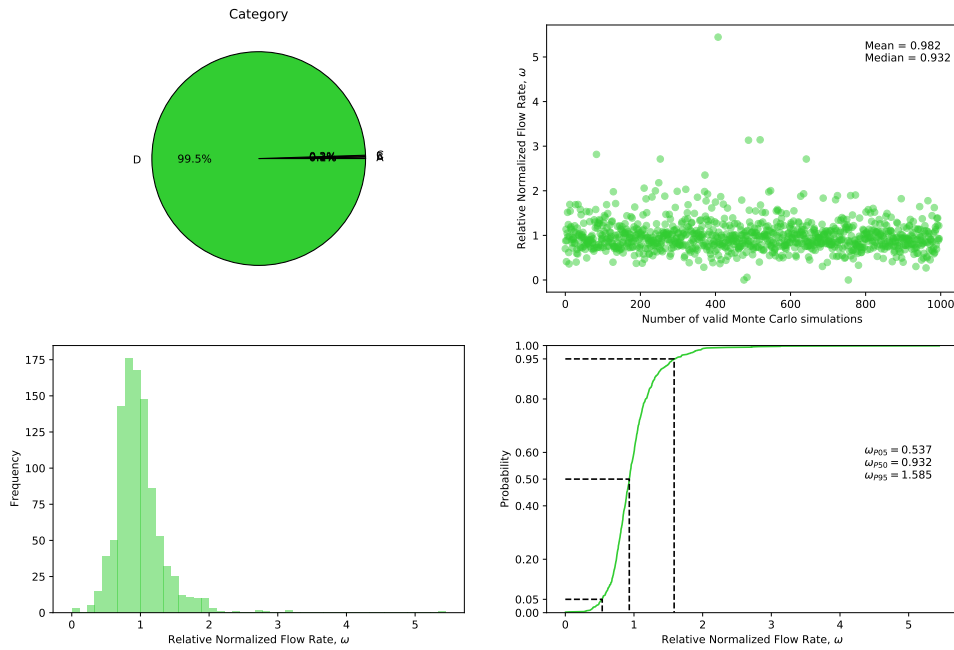 Category
D
99.5%
Mean = 0.982
Median = 0.932
Relative Normalized Flow Rate, ω
5
4
3
2
1
0
0 200 400 600 800 1000
Number of valid Monte Carlo simulations
Frequency
175
150
125
100
75
50
25
0
0 1 2 3 4 5
Relative Normalized Flow Rate, ω
Probability
1.00
0.95
0.80
0.60
0.50
0.40
0.20
0.05
0.00
ωP05 = 0.537
ωP50 = 0.932
ωP95 = 1.585
0 1 2 3 4 5
Relative Normalized Flow Rate, ω